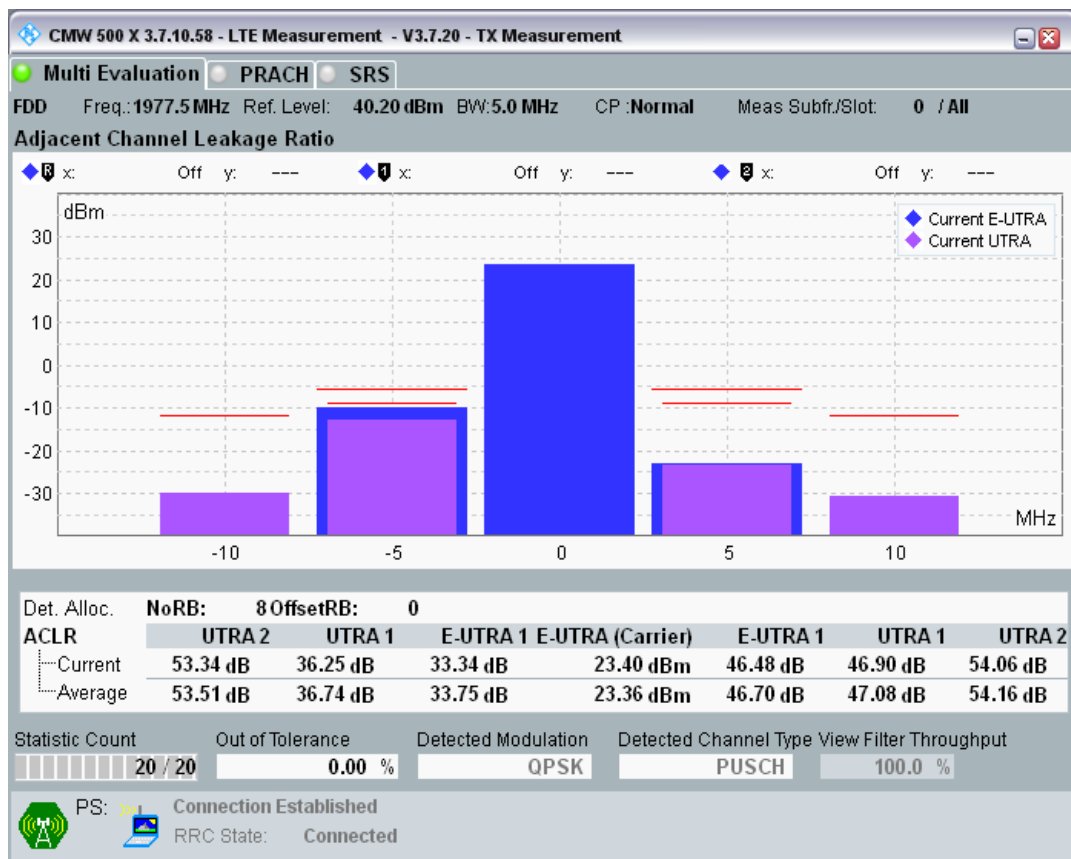 CMW 500 X 3.7.10.58 - LTE Measurement - V3.7.20 - TX Measurement
Multi Evaluation PRACH SRS
FDD Freq.:1977.5 MHz Ref. Level: 40.20 dBm BW:5.0 MHz CP :Normal Meas Subfr./Slot: 0 / All
Adjacent Channel Leakage Ratio
R x: Off y: --- 1 x: Off y: --- 2 x: Off y: ---
dBm
Current E-UTRA
Current UTRA
30
20
10
0
-10
-20
-30
MHz
-10 -5 0 5 10
Det. Alloc. NoRB: 8 OffsetRB: 0
ACLR UTRA 2 UTRA 1 E-UTRA 1 E-UTRA (Carrier) E-UTRA 1 UTRA 1 UTRA 2
Current 53.34 dB 36.25 dB 33.34 dB 23.40 dBm 46.48 dB 46.90 dB 54.06 dB
Average 53.51 dB 36.74 dB 33.75 dB 23.36 dBm 46.70 dB 47.08 dB 54.16 dB
Statistic Count Out of Tolerance Detected Modulation Detected Channel Type View Filter Throughput
20 / 20 0.00 % QPSK PUSCH 100.0 %
PS: Connection Established
RRC State: Connected